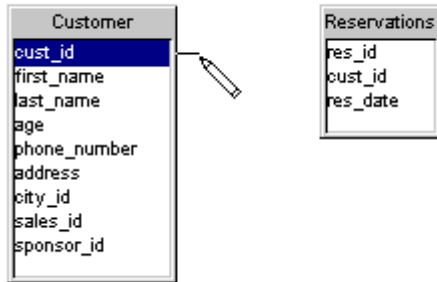 Customer
cust_id
first_name
last_name
age
phone_number
address
city_id
sales_id
sponsor_id
Reservations
res_id
cust_id
res_date